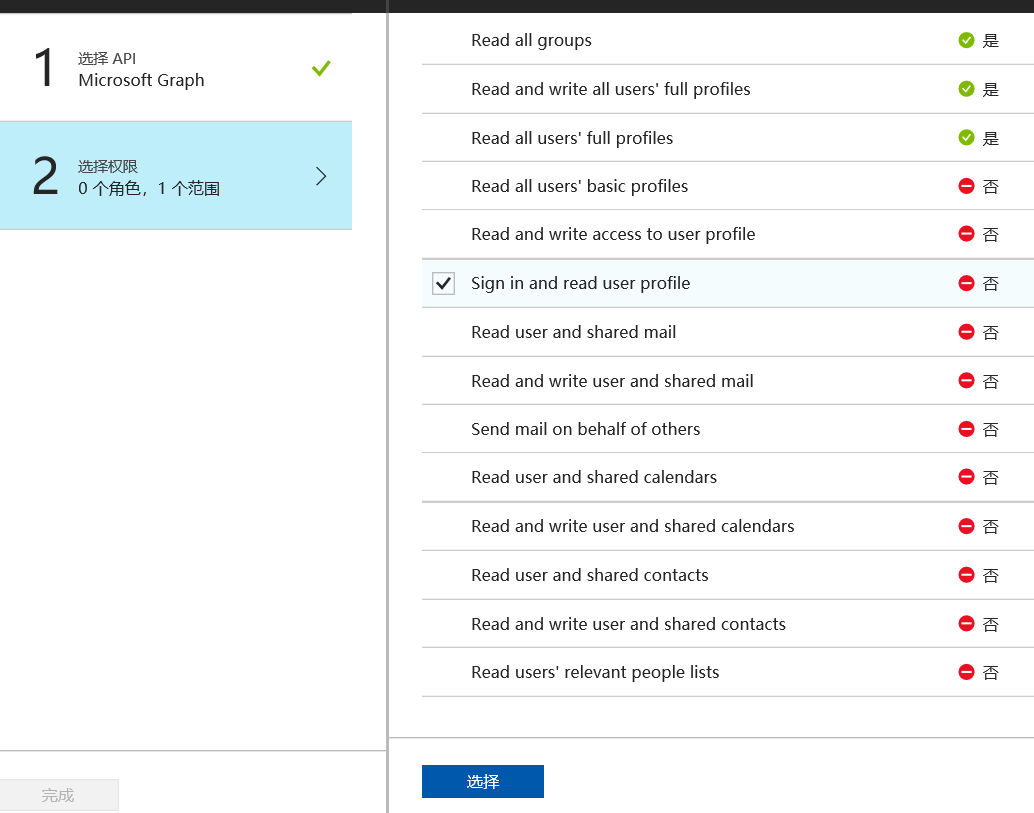 1
选择 API
Microsoft Graph
2
选择权限
0 个角色，1 个范围
完成
Read all groups 是
Read and write all users' full profiles 是
Read all users' full profiles 是
Read all users' basic profiles 否
Read and write access to user profile 否
Sign in and read user profile 否
Read user and shared mail 否
Read and write user and shared mail 否
Send mail on behalf of others 否
Read user and shared calendars 否
Read and write user and shared calendars 否
Read user and shared contacts 否
Read and write user and shared contacts 否
Read users' relevant people lists 否
选择